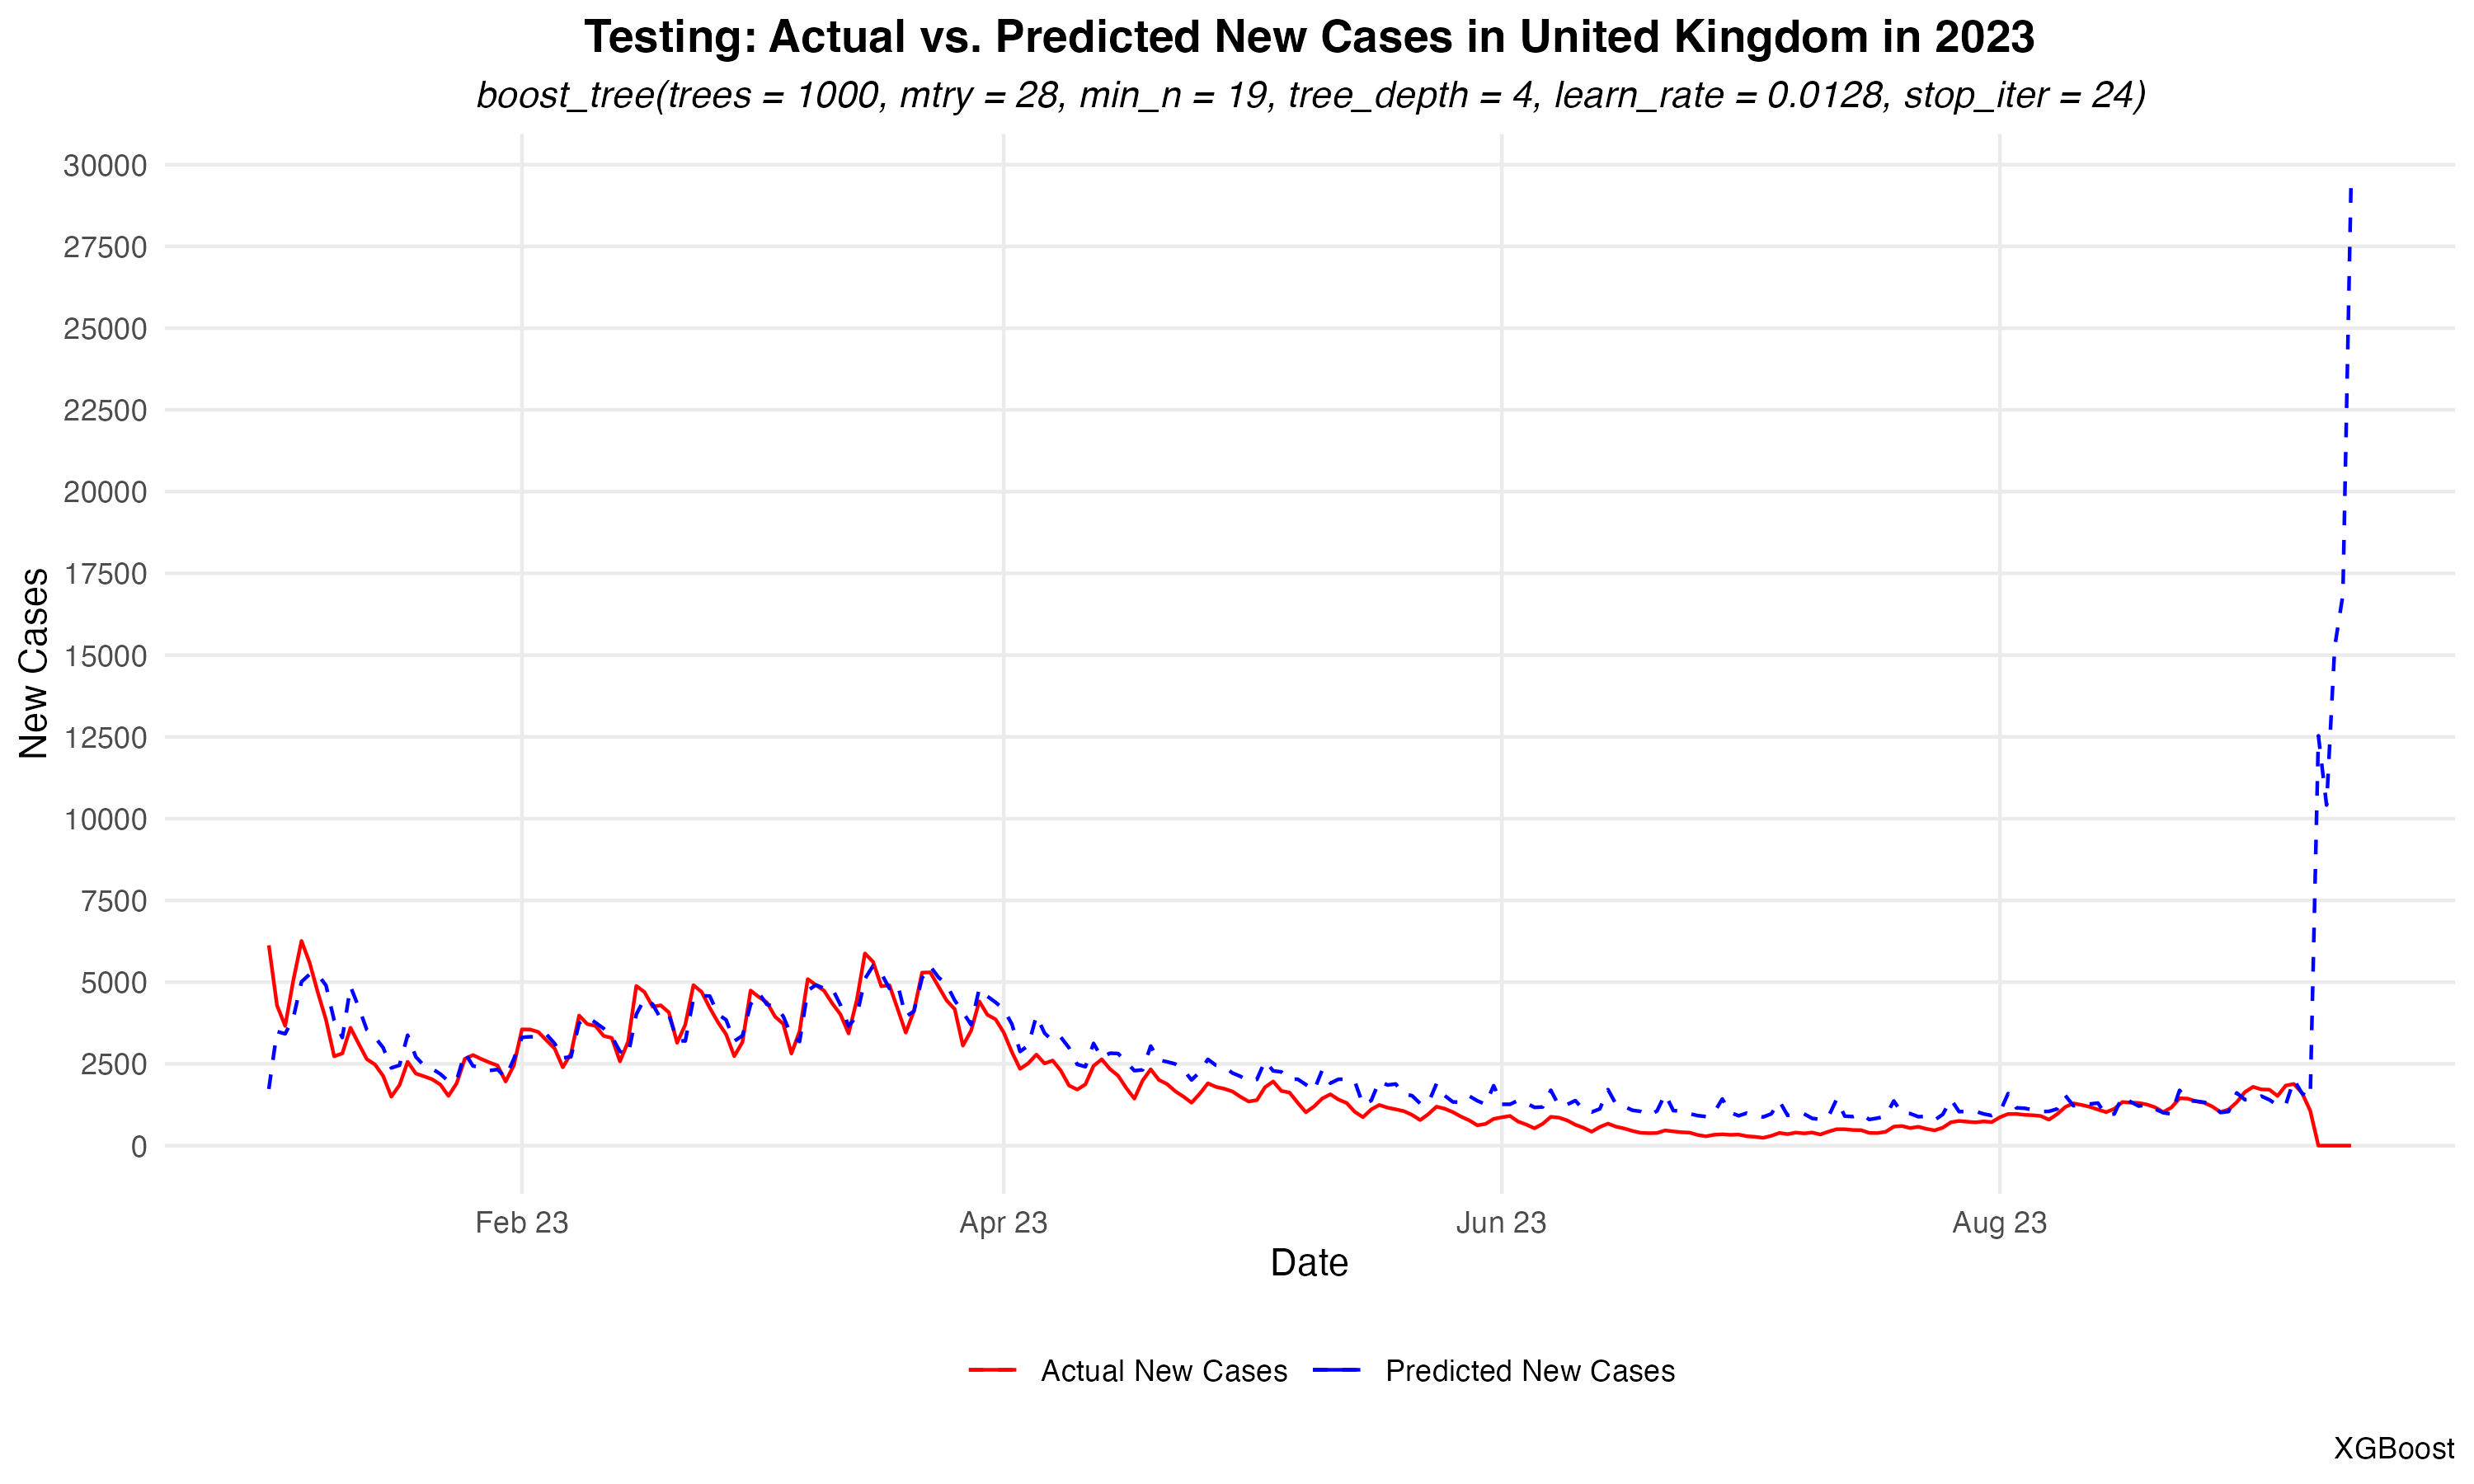 Testing: Actual vs. Predicted New Cases in United Kingdom in 2023
boost_tree(trees = 1000, mtry = 28, min_n = 19, tree_depth = 4, learn_rate = 0.0128, stop_iter = 24)
New Cases
30000
27500
25000
22500
20000
17500
15000
12500
10000
7500
5000
2500
0
Feb 23
Apr 23
Jun 23
Aug 23
Date
Actual New Cases
Predicted New Cases
XGBoost